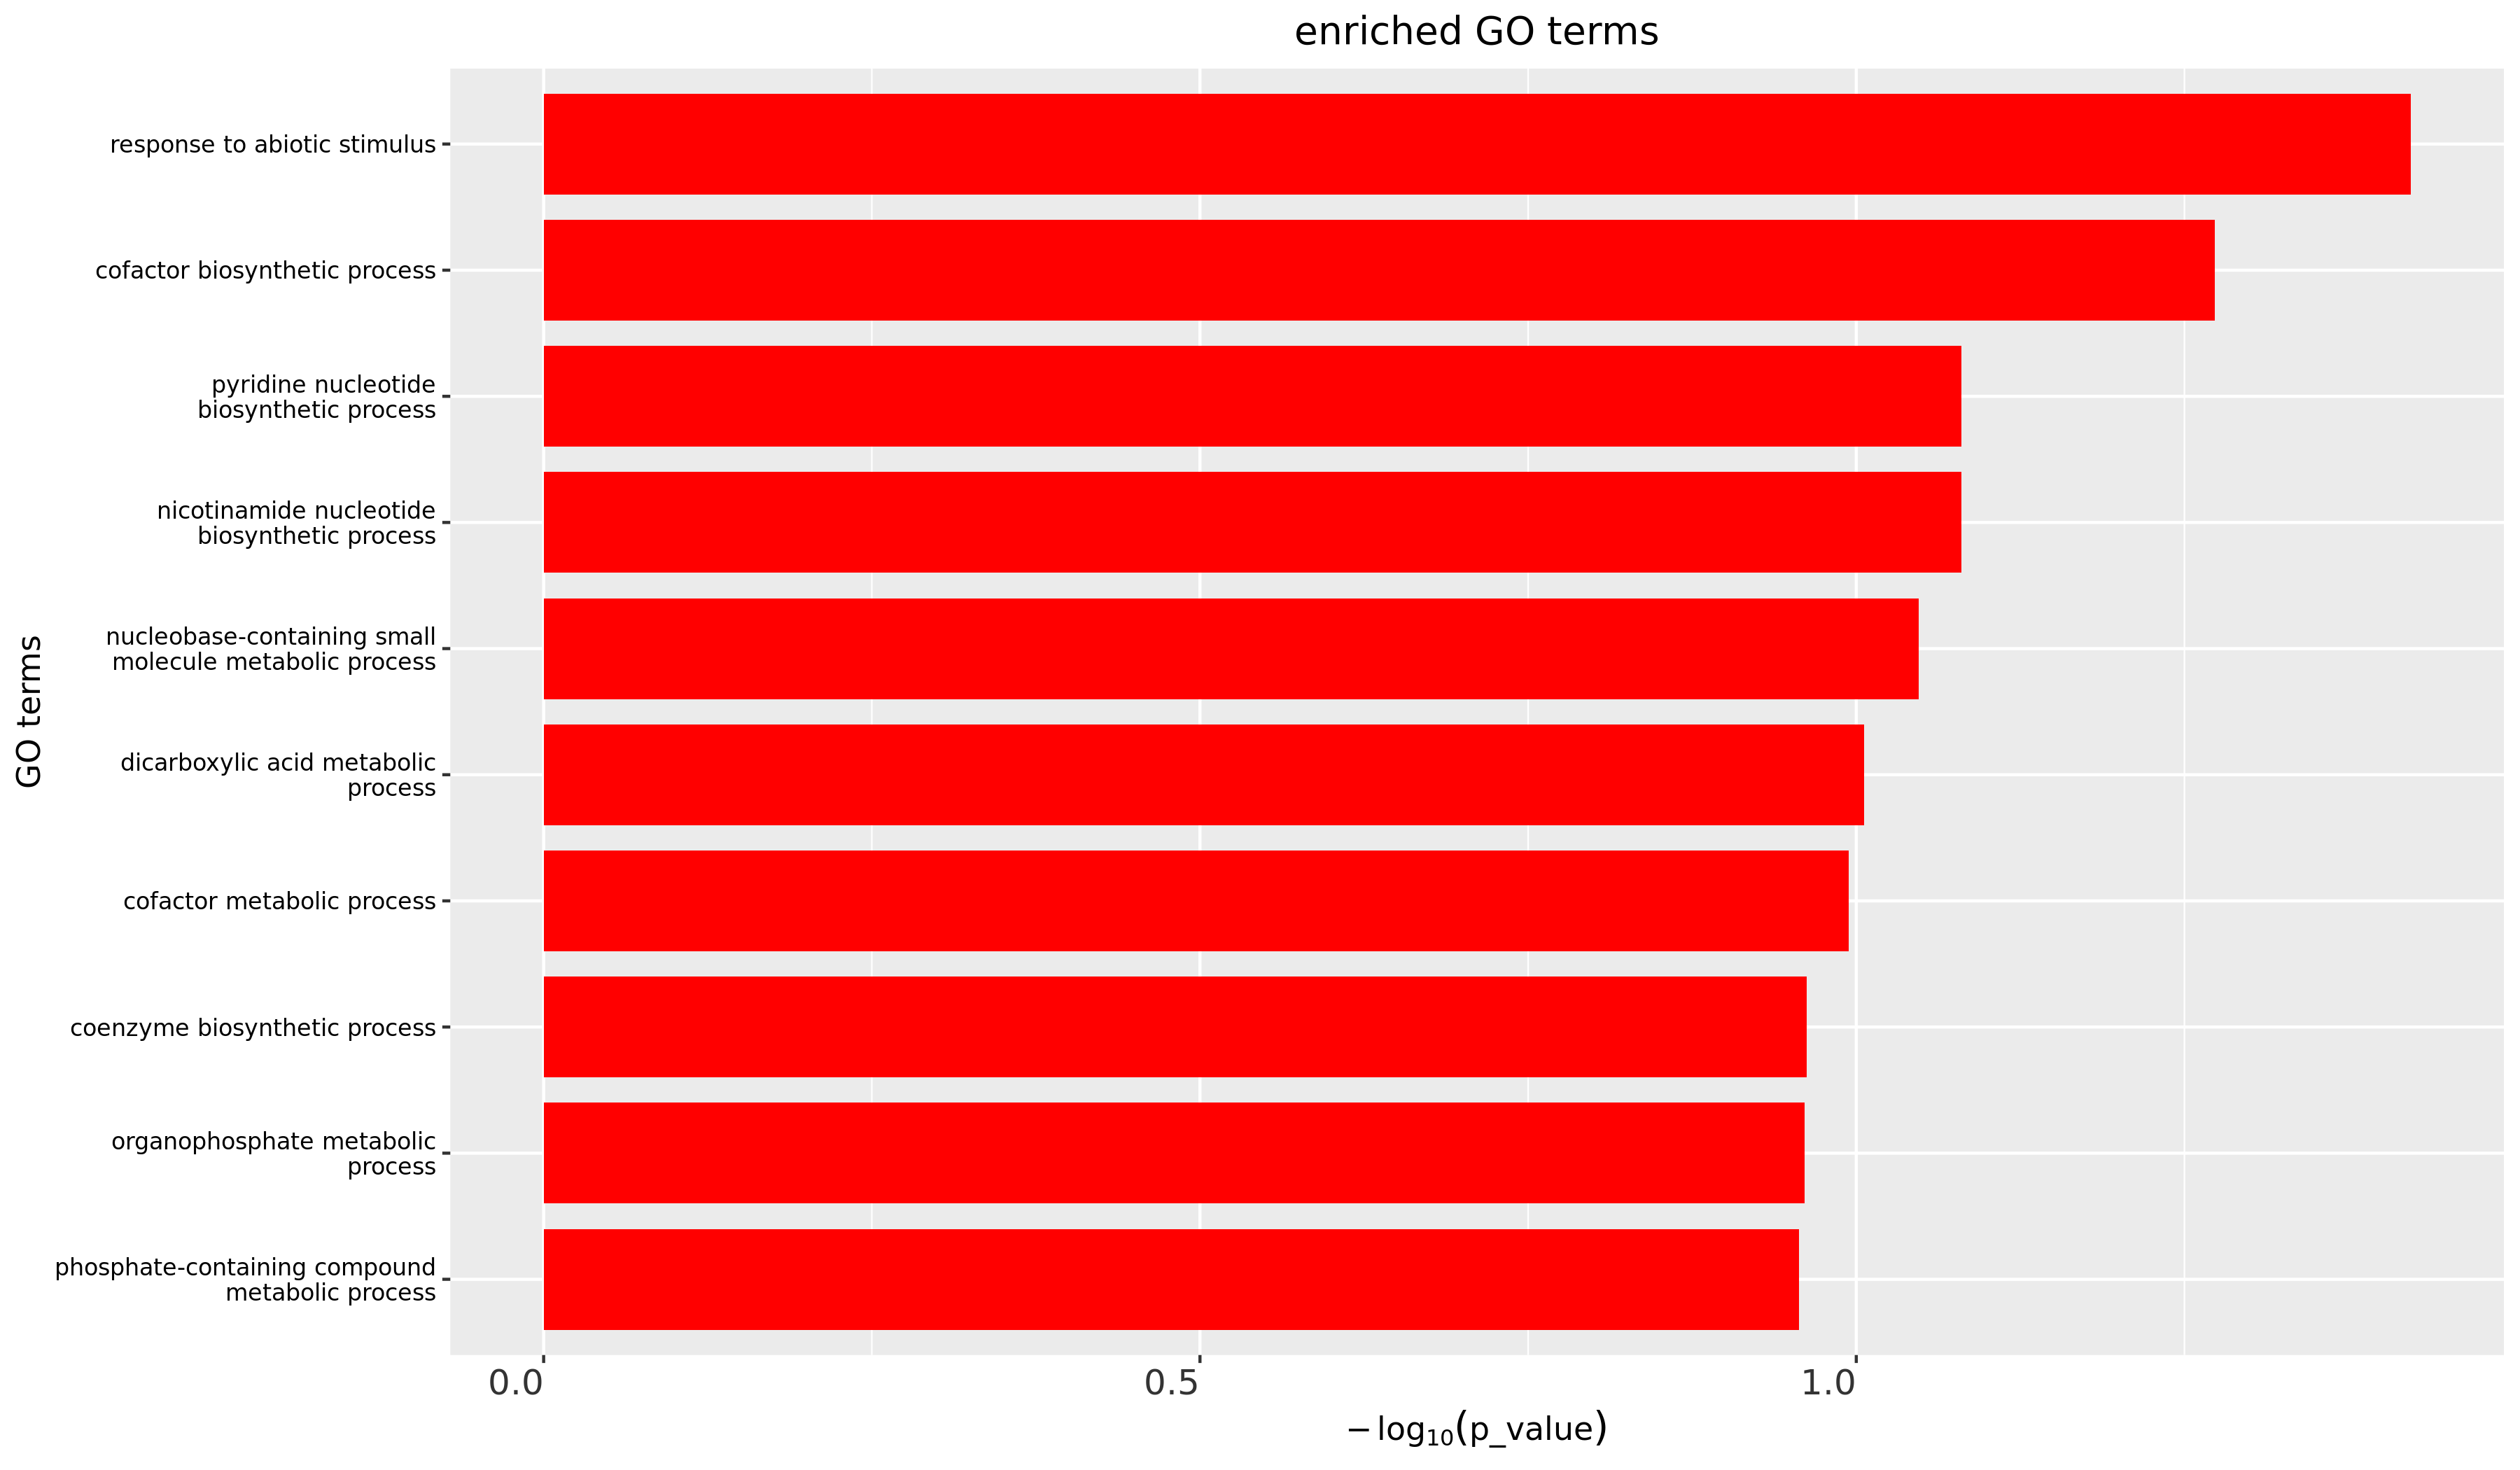 enriched GO terms
response to abiotic stimulus
cofactor biosynthetic process
pyridine nucleotide
biosynthetic process
nicotinamide nucleotide
biosynthetic process
nucleobase-containing small
molecule metabolic process
dicarboxylic acid metabolic
process
cofactor metabolic process
coenzyme biosynthetic process
organophosphate metabolic
process
phosphate-containing compound
metabolic process
GO terms
0.0 0.5 1.0
−log₁₀(p_value)